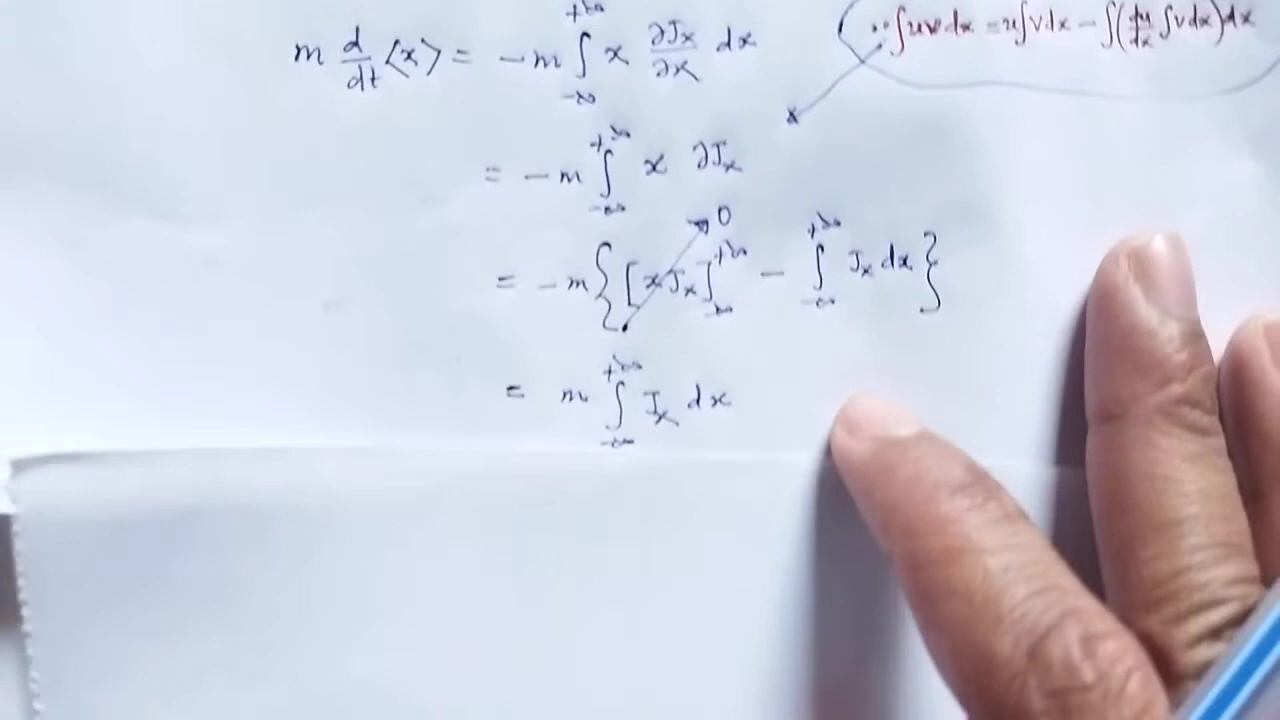 m d/dt ⟨x⟩ = -m ∫_{-∞}^{+∞} x ∂J_x/∂x dx
∵ ∫uv dx = u∫v dx - ∫(du/dx ∫v dx) dx
= -m ∫_{-∞}^{+∞} x ∂J_x
= -m { [x J_x]_{-∞}^{+∞} → 0 - ∫_{-∞}^{+∞} J_x dx }
= m ∫_{-∞}^{+∞} J_x dx